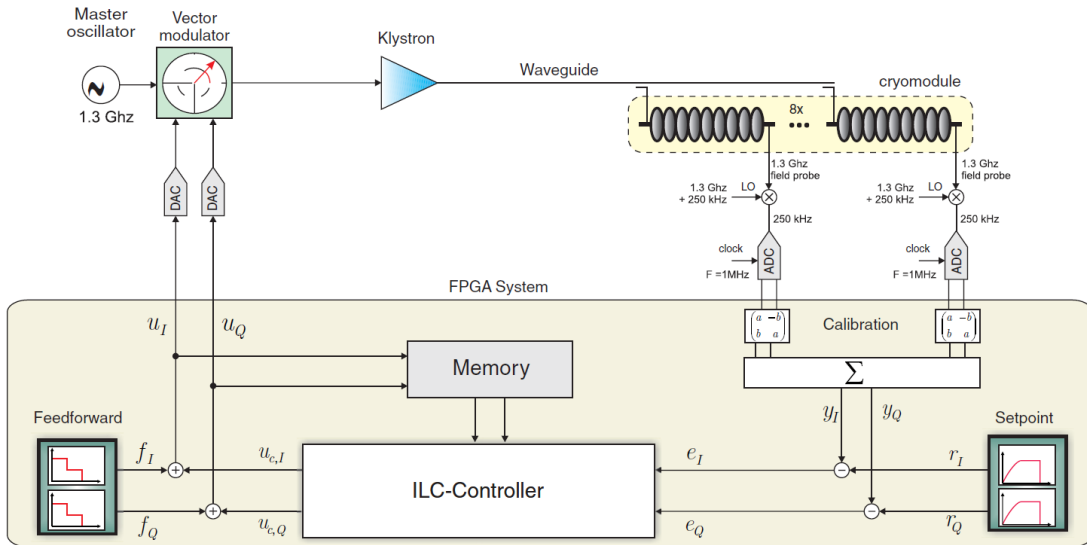 Master
oscillator
Vector
modulator
Klystron
Waveguide
cryomodule
8x
1.3 Ghz
1.3 Ghz
field probe
1.3 Ghz
field probe
1.3 Ghz
+ 250 kHz
LO
1.3 Ghz
+ 250 kHz
LO
250 kHz
250 kHz
DAC
DAC
clock
ADC
F =1MHz
clock
ADC
F =1MHz
FPGA System
u_I
u_Q
a -b
b a
Calibration
a -b
b a
Memory
Σ
y_I
y_Q
Feedforward
Setpoint
f_I
u_{c,I}
e_I
r_I
ILC-Controller
f_Q
u_{c,Q}
e_Q
r_Q